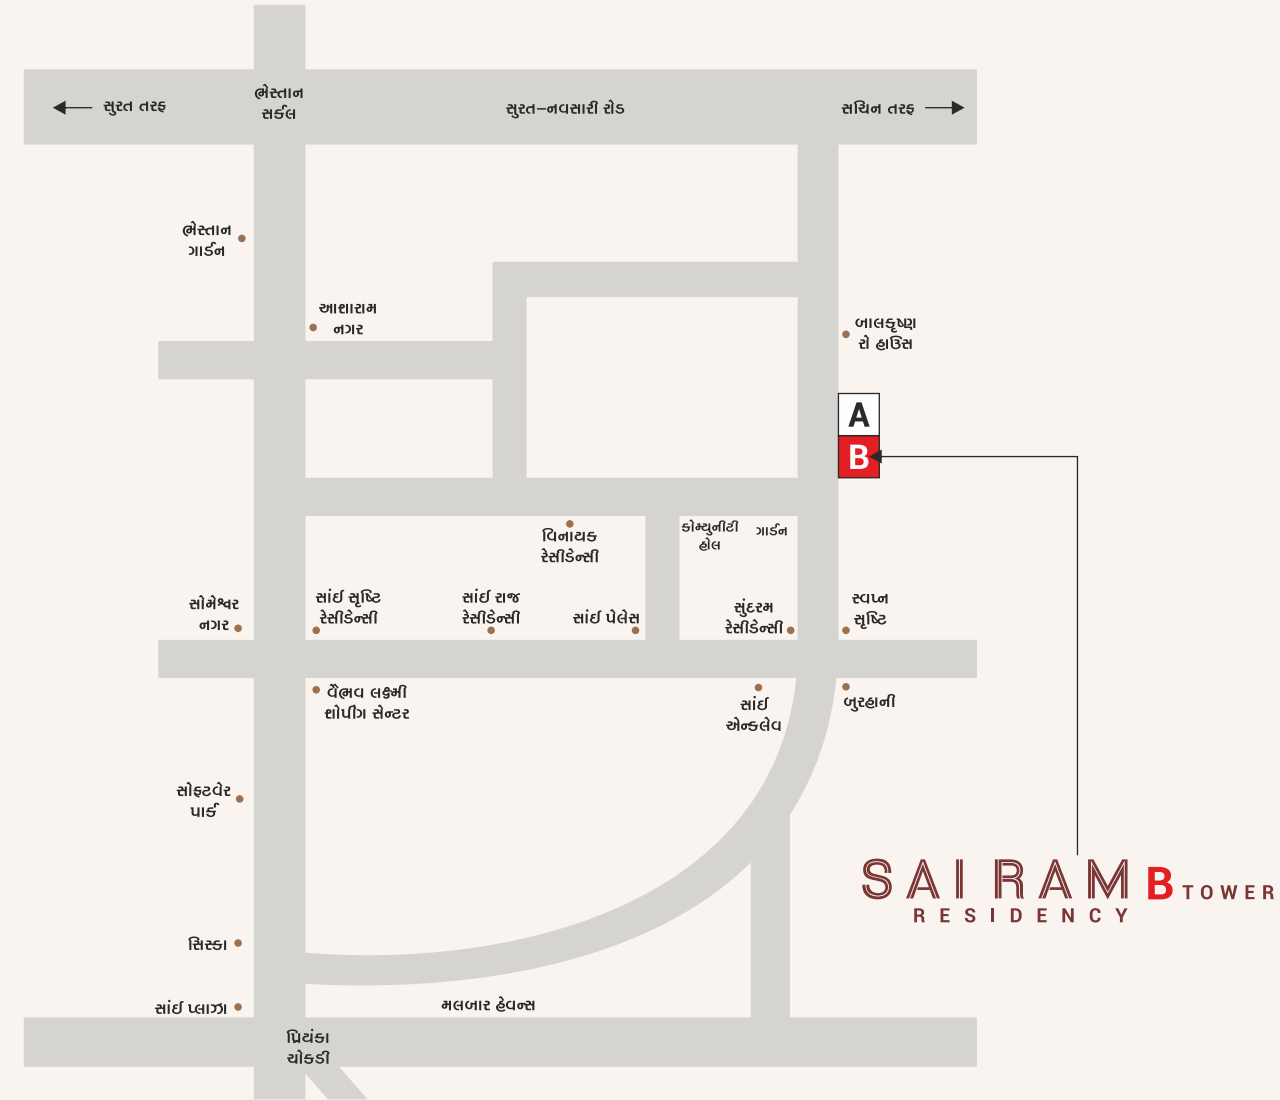 ભેસ્તાન
સર્કલ
સુરત તરફ
સુરત–નવસારી રોડ
સચિન તરફ
ભેસ્તાન
ગાર્ડન
આશારામ
નગર
બાલકૃષ્ણ
રો હાઉસ
A
B
કોમ્યુનીટી
હોલ
ગાર્ડન
વિનાયક
રેસીડેન્સી
સોમેશ્વર
નગર
સાંઈ સૃષ્ટિ
રેસીડેન્સી
સાંઈ રાજ
રેસીડેન્સી
સાંઈ પેલેસ
સુંદરમ
રેસીડેન્સી
સ્વપ્ન
સૃષ્ટિ
વૈભવ લક્ષ્મી
શોપીંગ સેન્ટર
સાંઈ
એન્કલેવ
બુરહાની
સોફટવેર
પાર્ક
SAI RAM B TOWER
RESIDENCY
સિસ્કા
સાંઈ પ્લાઝા
મલબાર હેવન્સ
પ્રિયંકા
ચોકડી